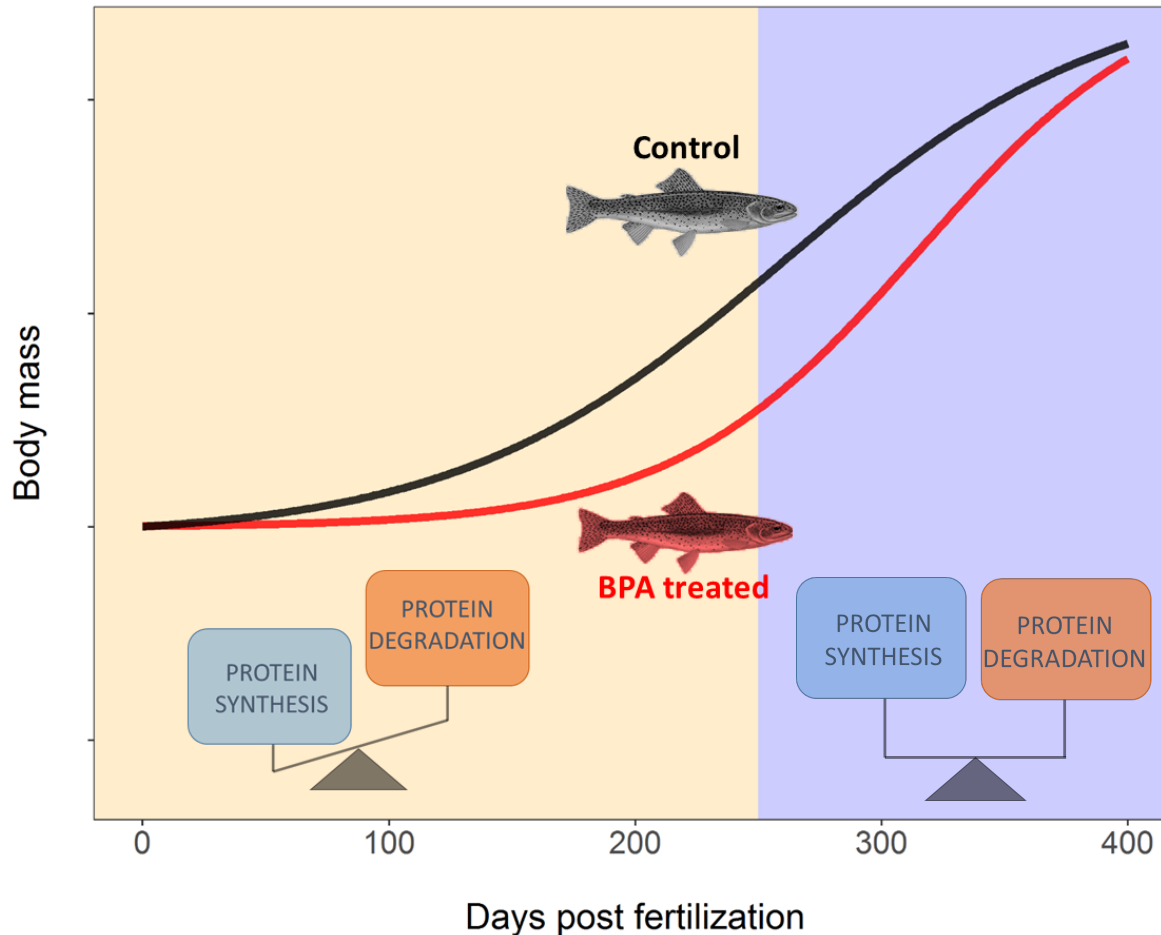 Control
BPA treated
PROTEIN
SYNTHESIS
PROTEIN
DEGRADATION
PROTEIN
SYNTHESIS
PROTEIN
DEGRADATION
Body mass
0
100
200
300
400
Days post fertilization